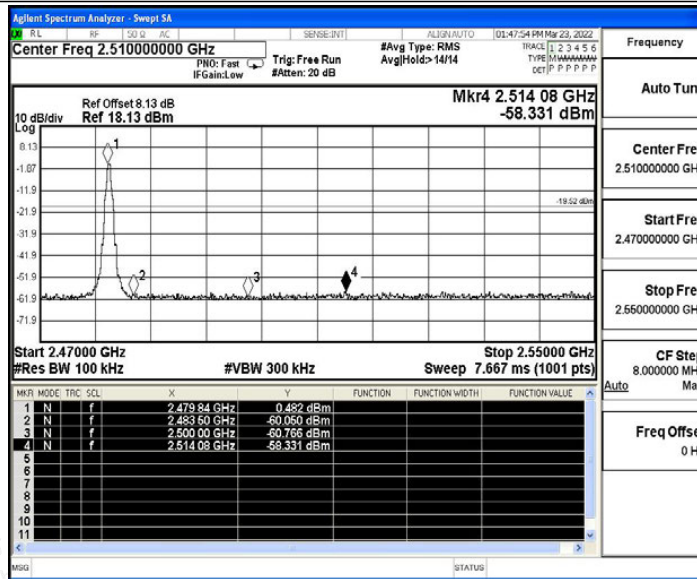 Agilent Spectrum Analyzer - Swept SA
RL RF 50 Ω AC SENSE:INT ALIGNAUTO 01:47:54 PM Mar 23, 2022
Center Freq 2.510000000 GHz
PNO: Fast
IFGain:Low
Trig: Free Run
#Atten: 20 dB
#Avg Type: RMS
Avg|Hold:>14/14
TRACE 1 2 3 4 5 6
TYPE MWWWWW
DET P P P P P P
Frequency
Auto Tun
Center Fre
2.510000000 GH
Start Fre
2.470000000 GH
Stop Fre
2.550000000 GH
CF Ste
8.000000 MH
Auto Ma
Freq Offse
0 H
Ref Offset 8.13 dB
10 dB/div Ref 18.13 dBm
Log
Mkr4 2.514 08 GHz
-58.331 dBm
8.13
-1.87
-11.9
-21.9
-31.9
-41.9
-51.9
-61.9
-71.9
1
2
3
4
-19.52 dBm
Start 2.47000 GHz Stop 2.55000 GHz
#Res BW 100 kHz #VBW 300 kHz Sweep 7.667 ms (1001 pts)
MKR MODE TRC SCL X Y FUNCTION FUNCTION WIDTH FUNCTION VALUE
1 N f 2.479 84 GHz 0.482 dBm
2 N f 2.483 50 GHz -60.050 dBm
3 N f 2.500 00 GHz -60.766 dBm
4 N f 2.514 08 GHz -58.331 dBm
5
6
7
8
9
10
11
MSG STATUS